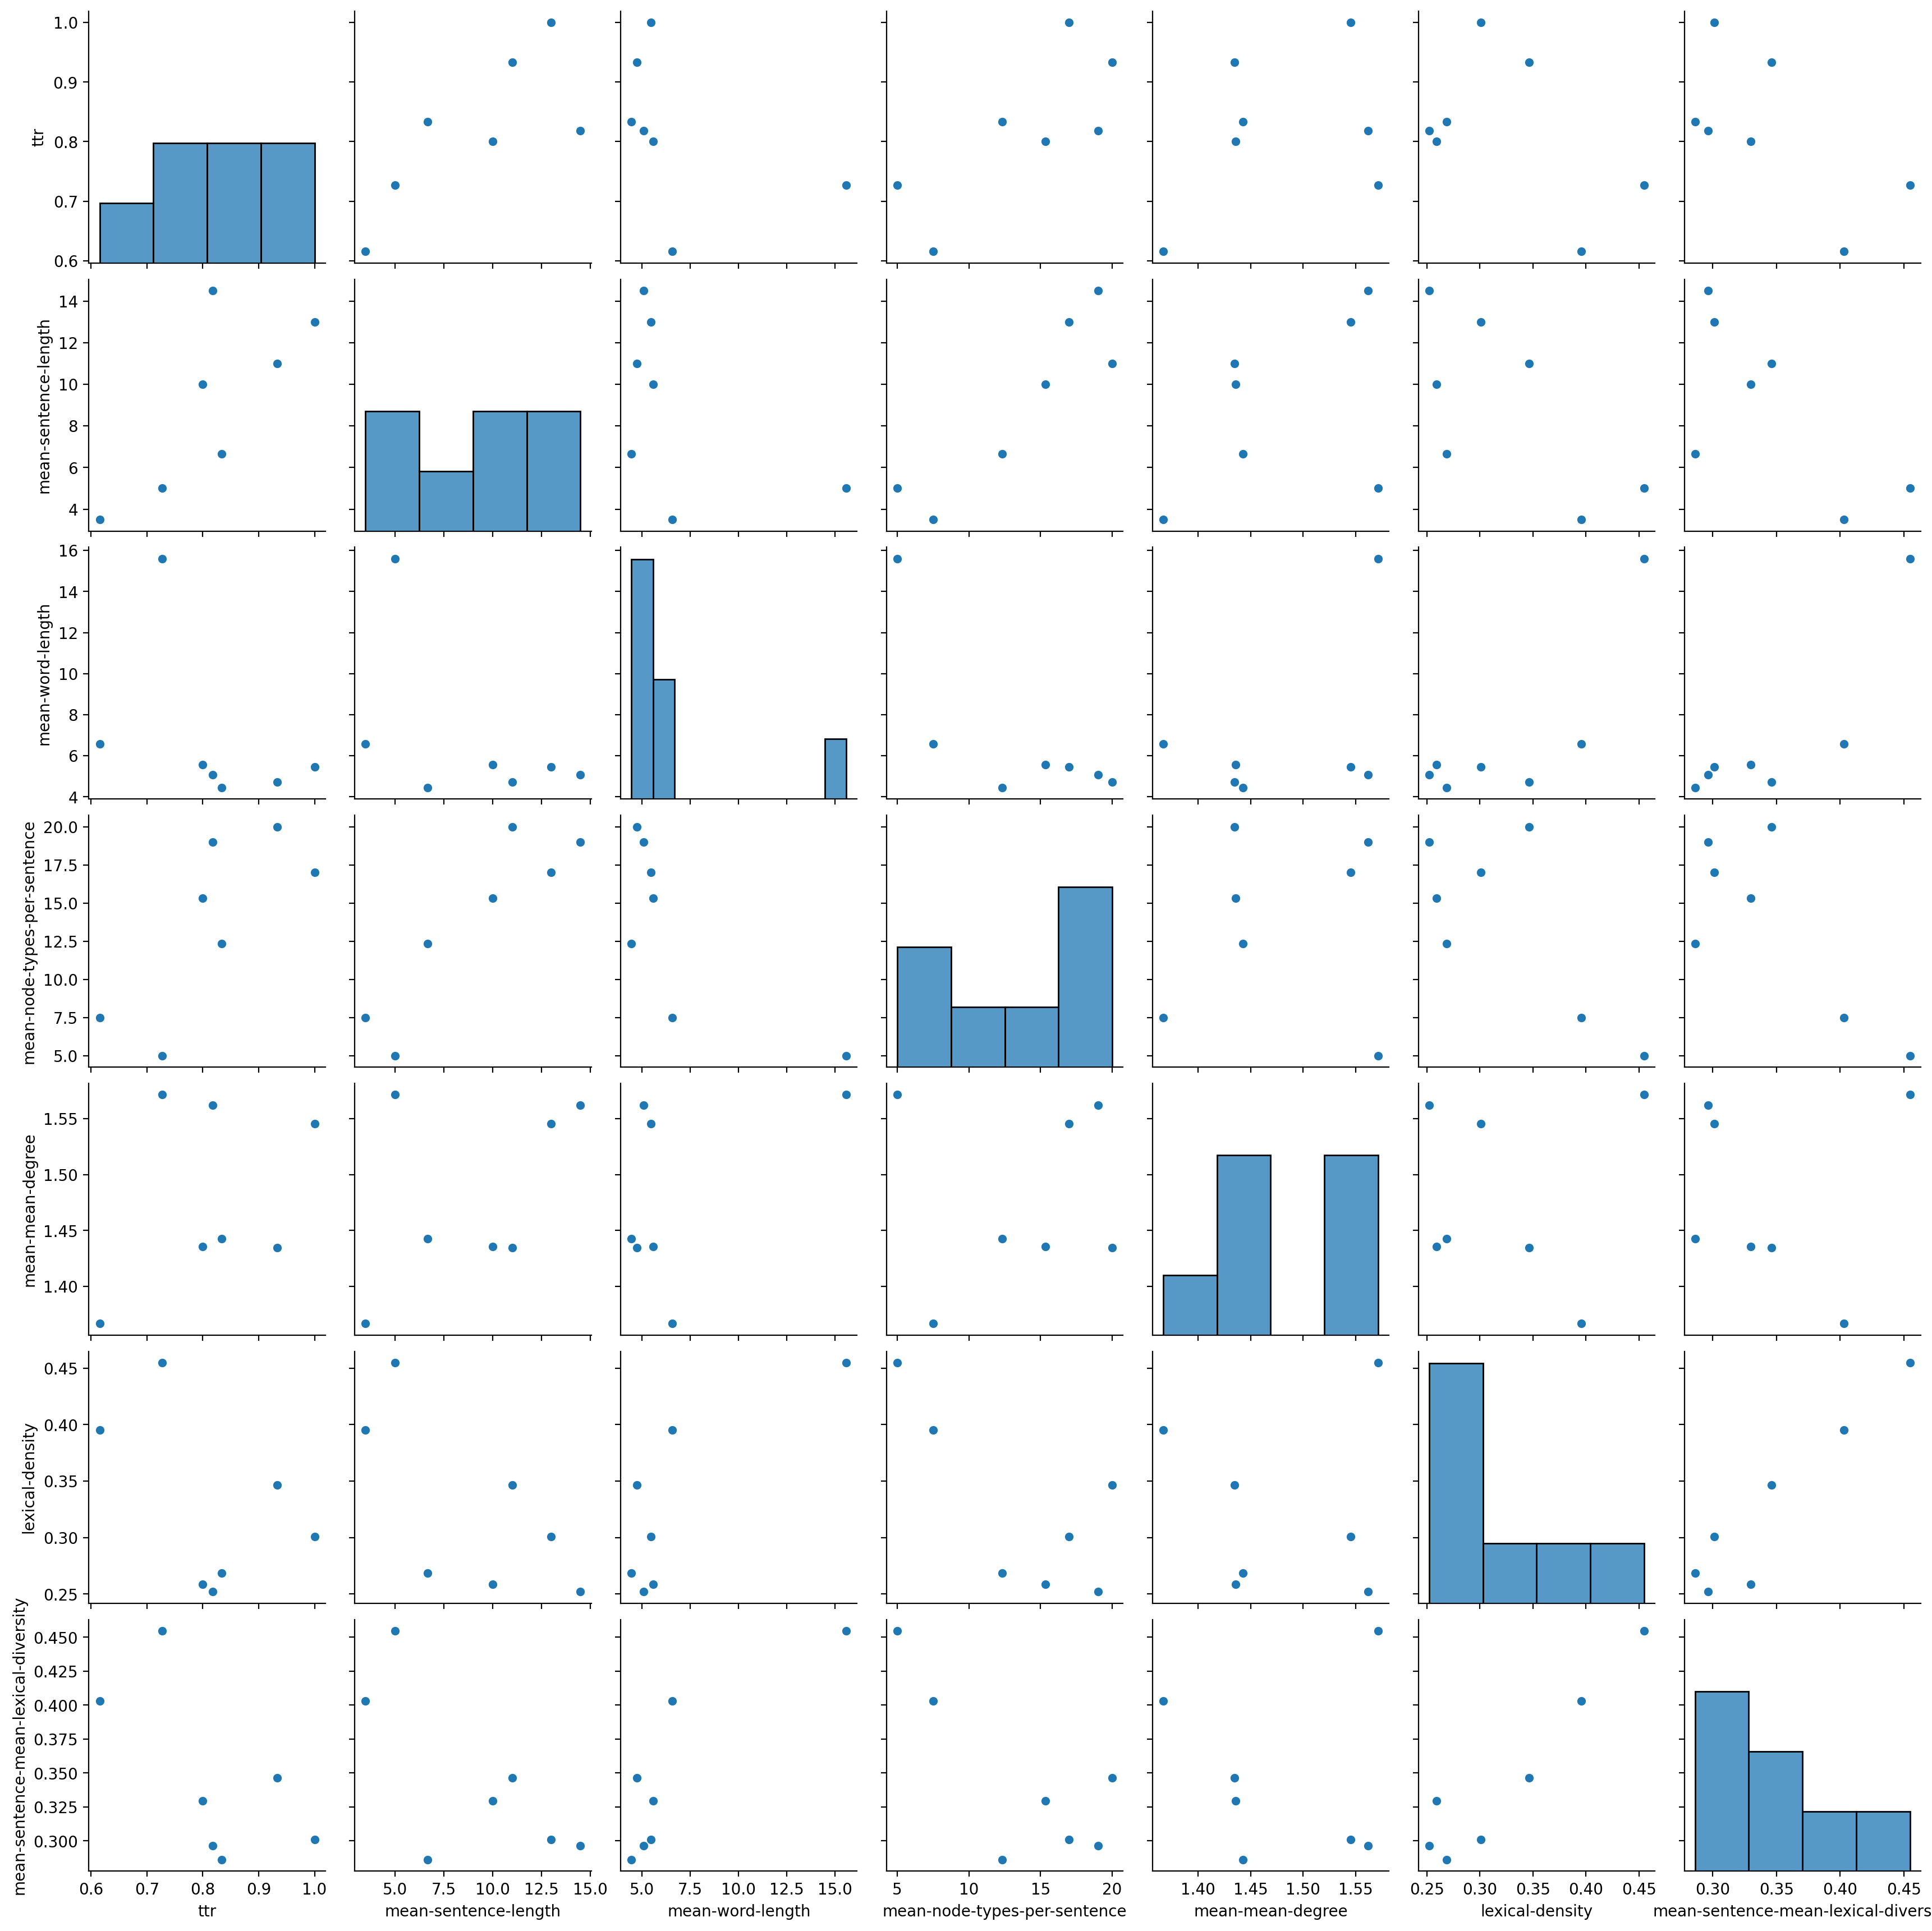 1.0
0.9
0.8
0.7
0.6
ttr
14
12
10
8
6
4
mean-sentence-length
16
14
12
10
8
6
4
mean-word-length
20.0
17.5
15.0
12.5
10.0
7.5
5.0
mean-node-types-per-sentence
1.55
1.50
1.45
1.40
mean-mean-degree
0.45
0.40
0.35
0.30
0.25
lexical-density
0.450
0.425
0.400
0.375
0.350
0.325
0.300
mean-sentence-mean-lexical-diversity
0.6 0.7 0.8 0.9 1.0
ttr
5.0 7.5 10.0 12.5 15.0
mean-sentence-length
5.0 7.5 10.0 12.5 15.0
mean-word-length
5 10 15 20
mean-node-types-per-sentence
1.40 1.45 1.50 1.55
mean-mean-degree
0.25 0.30 0.35 0.40 0.45
lexical-density
0.30 0.35 0.40 0.45
mean-sentence-mean-lexical-divers